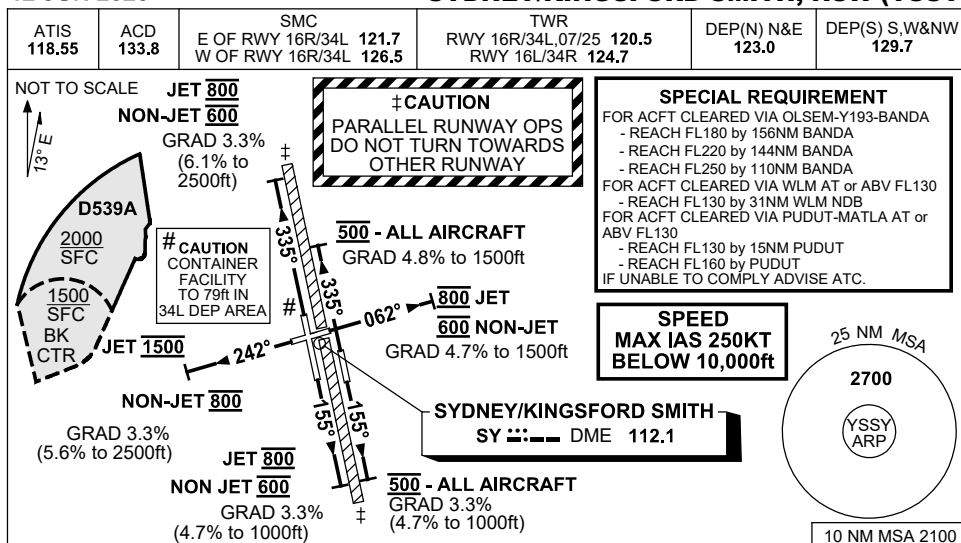 ATIS
118.55
ACD
133.8
SMC
E OF RWY 16R/34L 121.7
W OF RWY 16R/34L 126.5
TWR
RWY 16R/34L,07/25 120.5
RWY 16L/34R 124.7
DEP(N) N&E
123.0
DEP(S) S,W&NW
129.7
NOT TO SCALE
13° E
JET 800
NON-JET 600
GRAD 3.3%
(6.1% to
2500ft)
‡
‡CAUTION
PARALLEL RUNWAY OPS
DO NOT TURN TOWARDS
OTHER RUNWAY
SPECIAL REQUIREMENT
FOR ACFT CLEARED VIA OLSEM-Y193-BANDA
- REACH FL180 by 156NM BANDA
- REACH FL220 by 144NM BANDA
- REACH FL250 by 110NM BANDA
FOR ACFT CLEARED VIA WLM AT or ABV FL130
- REACH FL130 by 31NM WLM NDB
FOR ACFT CLEARED VIA PUDUT-MATLA AT or
ABV FL130
- REACH FL130 by 15NM PUDUT
- REACH FL160 by PUDUT
IF UNABLE TO COMPLY ADVISE ATC.
D539A
2000
SFC
1500
SFC
BK
CTR
# CAUTION
CONTAINER
FACILITY
TO 79ft IN
34L DEP AREA
#
335°
335°
500 - ALL AIRCRAFT
GRAD 4.8% to 1500ft
062°
800 JET
600 NON-JET
GRAD 4.7% to 1500ft
SPEED
MAX IAS 250KT
BELOW 10,000ft
25 NM MSA
2700
YSSY
ARP
10 NM MSA 2100
JET 1500
242°
NON-JET 800
GRAD 3.3%
(5.6% to 2500ft)
155°
155°
SYDNEY/KINGSFORD SMITH
SY DME 112.1
JET 800
NON JET 600
GRAD 3.3%
(4.7% to 1000ft)
‡
500 - ALL AIRCRAFT
GRAD 3.3%
(4.7% to 1000ft)